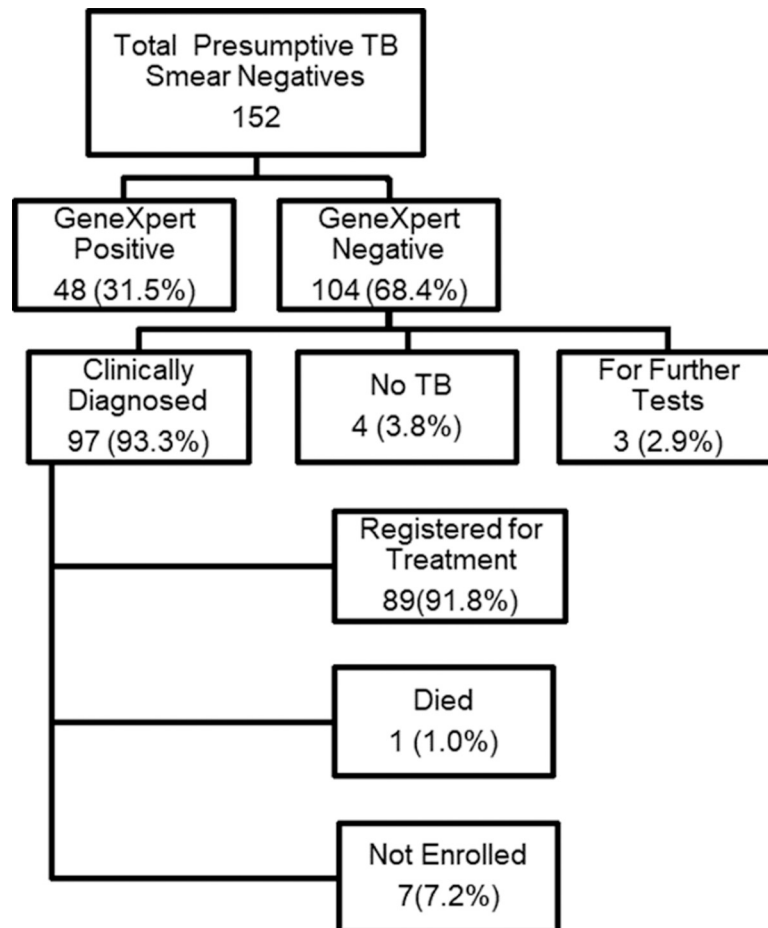 Total Presumptive TB
Smear Negatives
152
GeneXpert
Positive
48 (31.5%)
GeneXpert
Negative
104 (68.4%)
Clinically
Diagnosed
97 (93.3%)
No TB
4 (3.8%)
For Further
Tests
3 (2.9%)
Registered for
Treatment
89(91.8%)
Died
1 (1.0%)
Not Enrolled
7(7.2%)